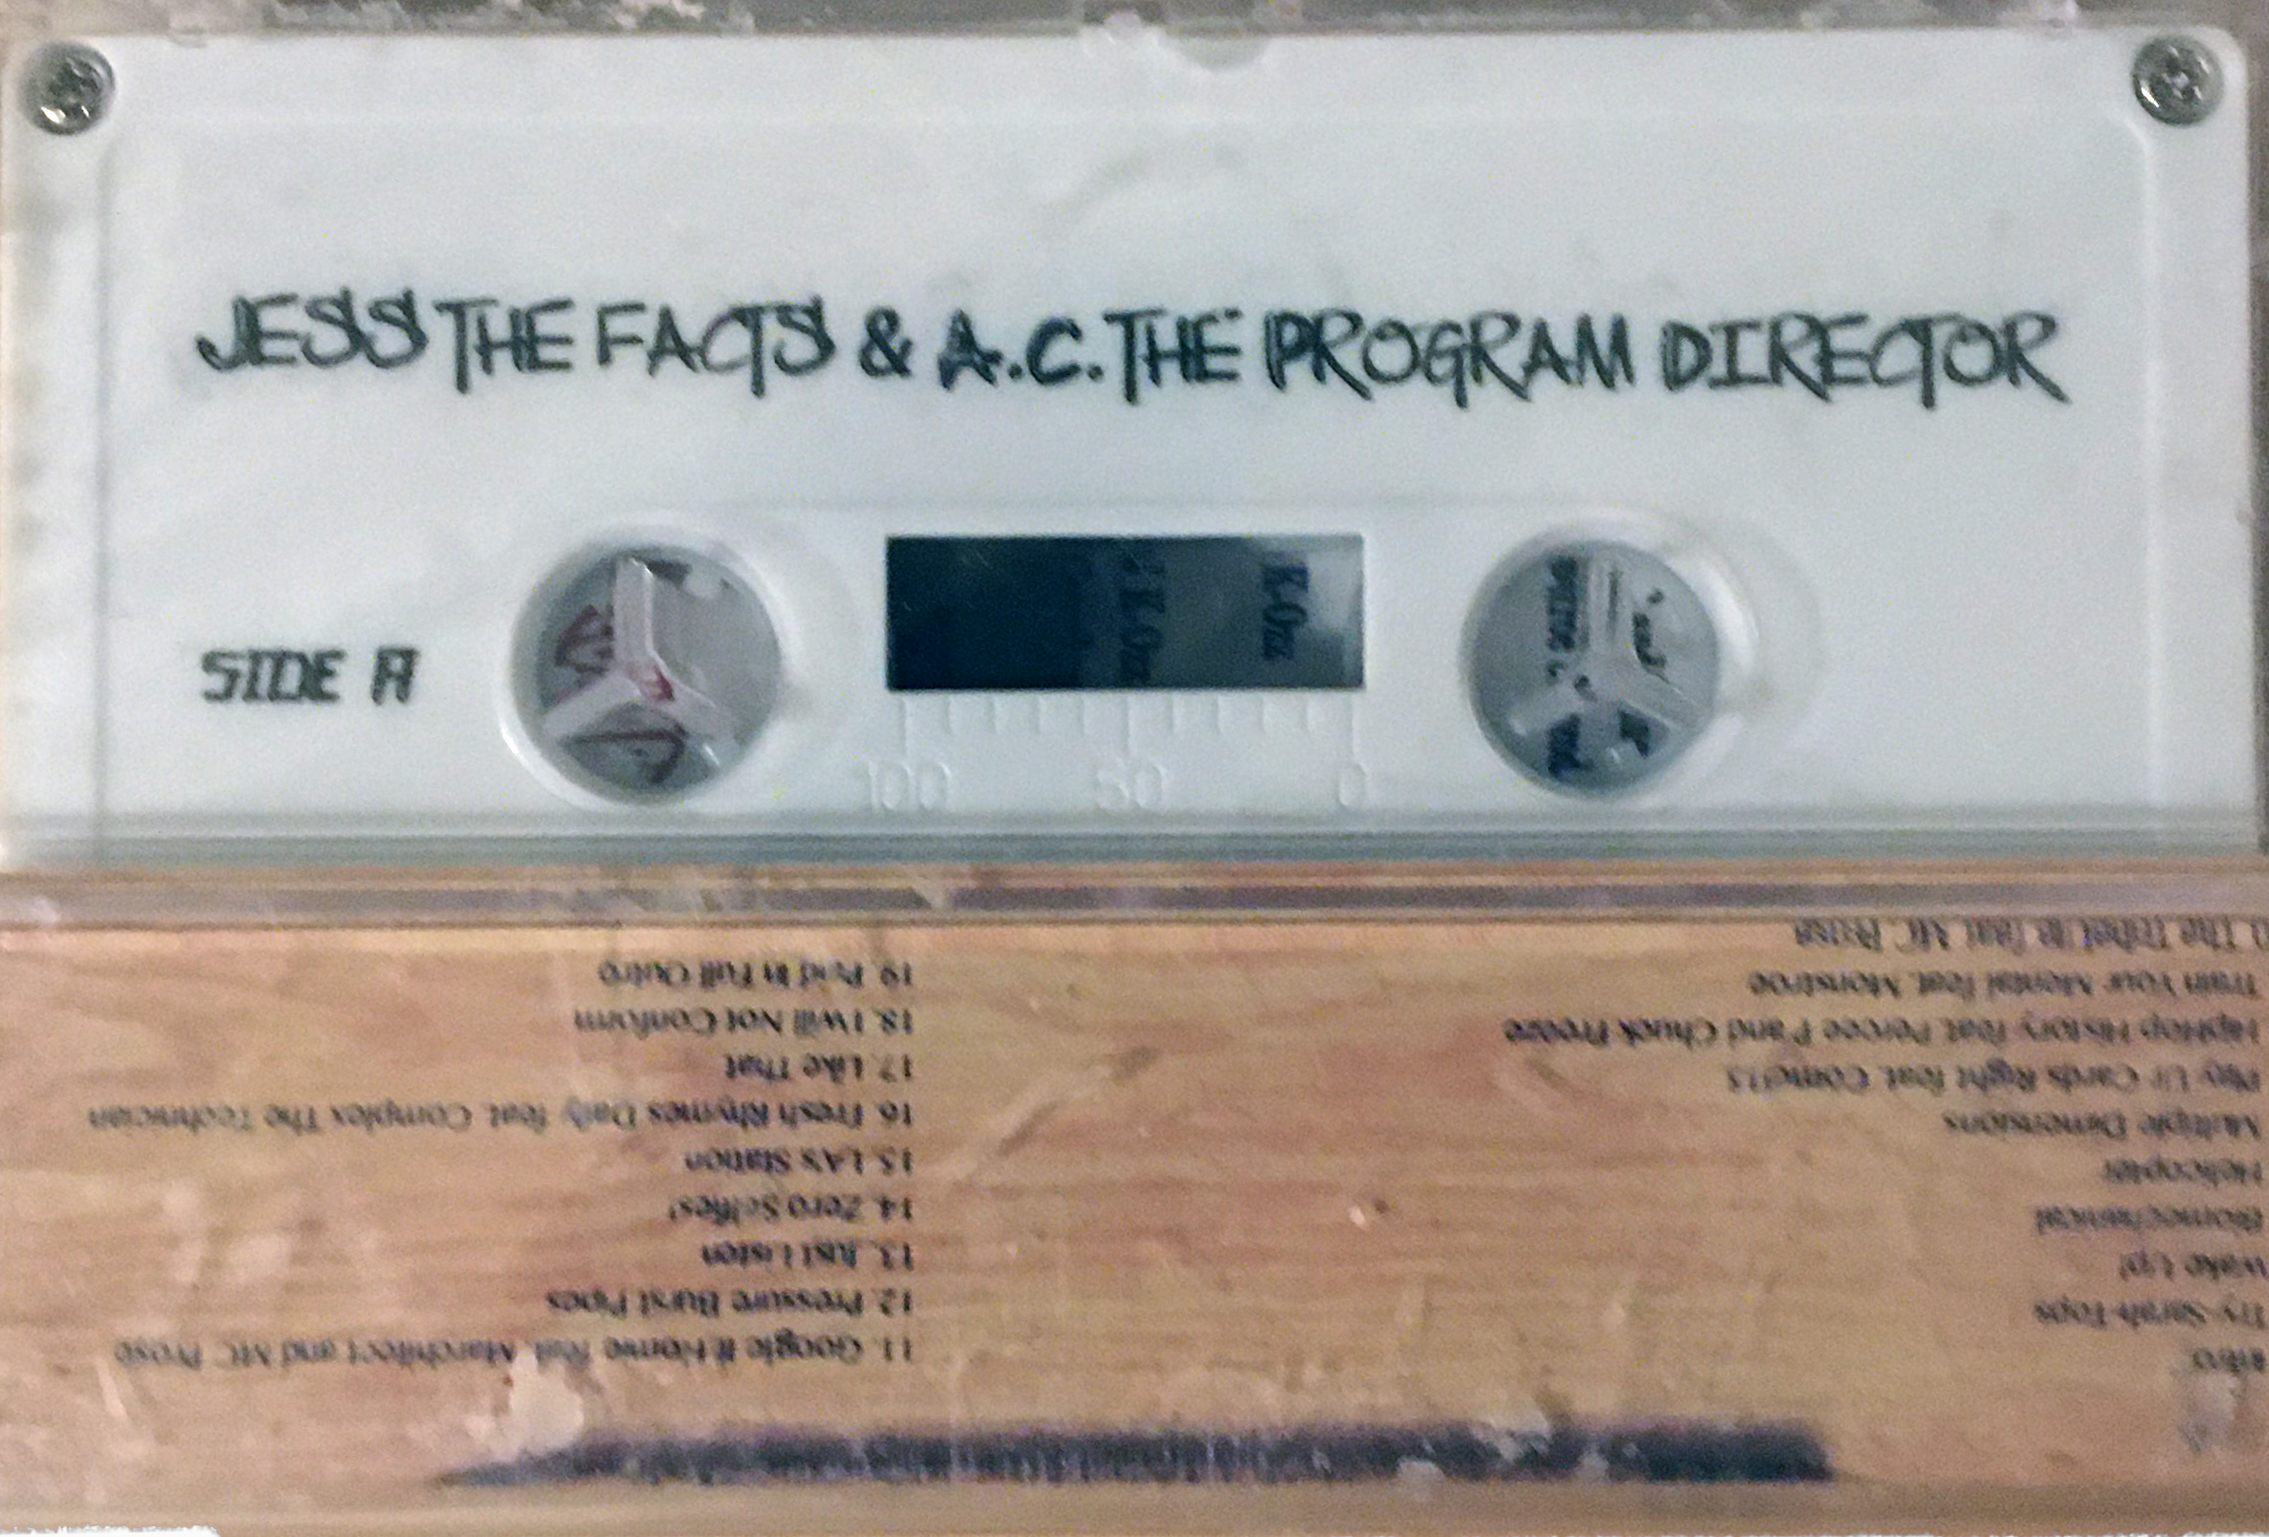 JESS THE FACTS & A.C. THE PROGRAM DIRECTOR
SIDE A
100 50 0
K-Otix
K-Otix
Intro
Try-Sarah-Tops
Wake Up!
Biomechanical
Helicopter
Multiple Dimensions
Play Ur Cards Right feat.
HipHop History feat. Percee P and Chuck Freeze
Train Your Mental feat. Monstroe
The feat. MC Prose
11. Google It Homie feat. Marchitect and MC Prose
12. Pressure Burst Pipes
13. Just Listen
14. Zero Selfies!
15. LA's Station
16. Fresh Rhymes Daily feat. Complex The Technician
17. Like That
18. I Will Not Conform
19. Paid In Full Outro